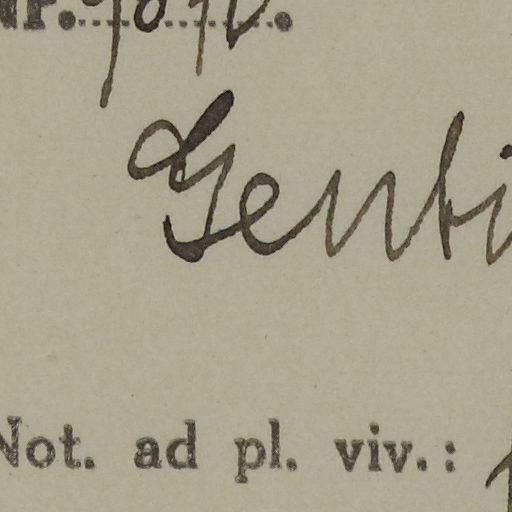 Nr.
Genti
Not. ad pl. viv.: